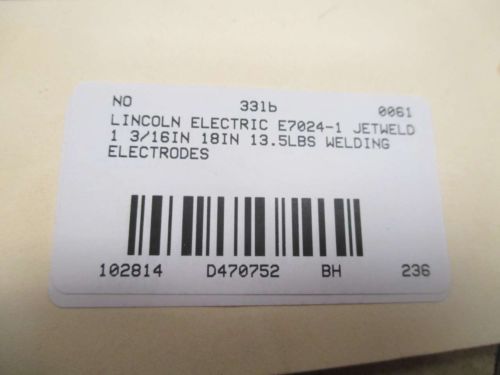 NO 331b 0061
LINCOLN ELECTRIC E7024-1 JETWELD
1 3/16IN 18IN 13.5LBS WELDING
ELECTRODES
102814 D470752 BH 236